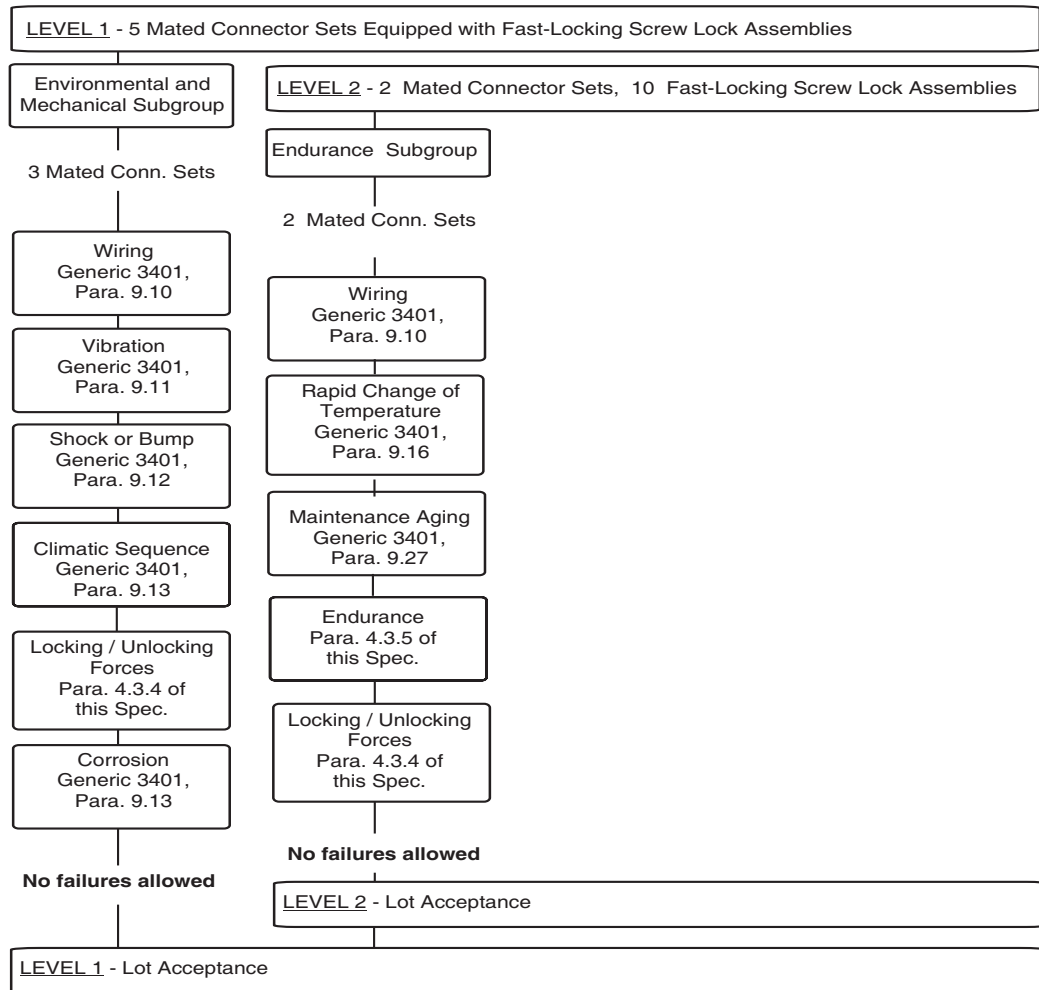 LEVEL 1 - 5 Mated Connector Sets Equipped with Fast-Locking Screw Lock Assemblies
Environmental and
Mechanical Subgroup
3 Mated Conn. Sets
Wiring
Generic 3401,
Para. 9.10
Vibration
Generic 3401,
Para. 9.11
Shock or Bump
Generic 3401,
Para. 9.12
Climatic Sequence
Generic 3401,
Para. 9.13
Locking / Unlocking
Forces
Para. 4.3.4 of
this Spec.
Corrosion
Generic 3401,
Para. 9.13
No failures allowed
LEVEL 2 - 2 Mated Connector Sets, 10 Fast-Locking Screw Lock Assemblies
Endurance Subgroup
2 Mated Conn. Sets
Wiring
Generic 3401,
Para. 9.10
Rapid Change of
Temperature
Generic 3401,
Para. 9.16
Maintenance Aging
Generic 3401,
Para. 9.27
Endurance
Para. 4.3.5 of
this Spec.
Locking / Unlocking
Forces
Para. 4.3.4 of
this Spec.
No failures allowed
LEVEL 2 - Lot Acceptance
LEVEL 1 - Lot Acceptance